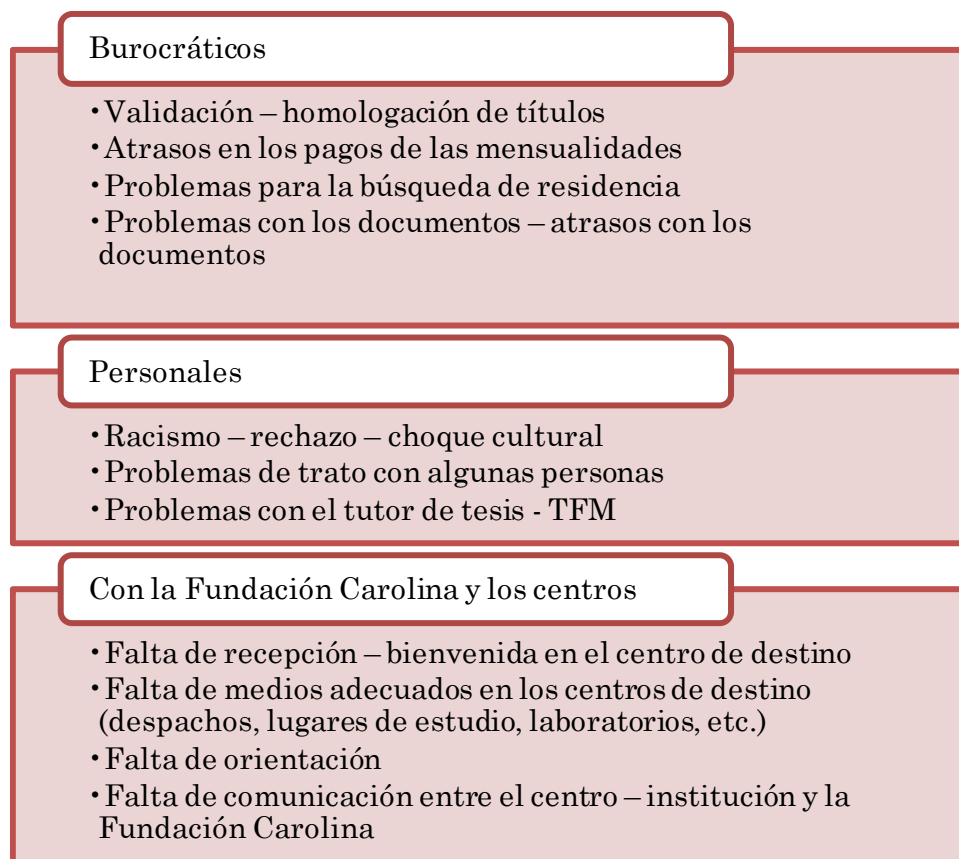 Burocráticos
•Validación – homologación de títulos
•Atrasos en los pagos de las mensualidades
•Problemas para la búsqueda de residencia
•Problemas con los documentos – atrasos con los
documentos
Personales
•Racismo – rechazo – choque cultural
•Problemas de trato con algunas personas
•Problemas con el tutor de tesis - TFM
Con la Fundación Carolina y los centros
•Falta de recepción – bienvenida en el centro de destino
•Falta de medios adecuados en los centros de destino
(despachos, lugares de estudio, laboratorios, etc.)
•Falta de orientación
•Falta de comunicación entre el centro – institución y la
Fundación Carolina